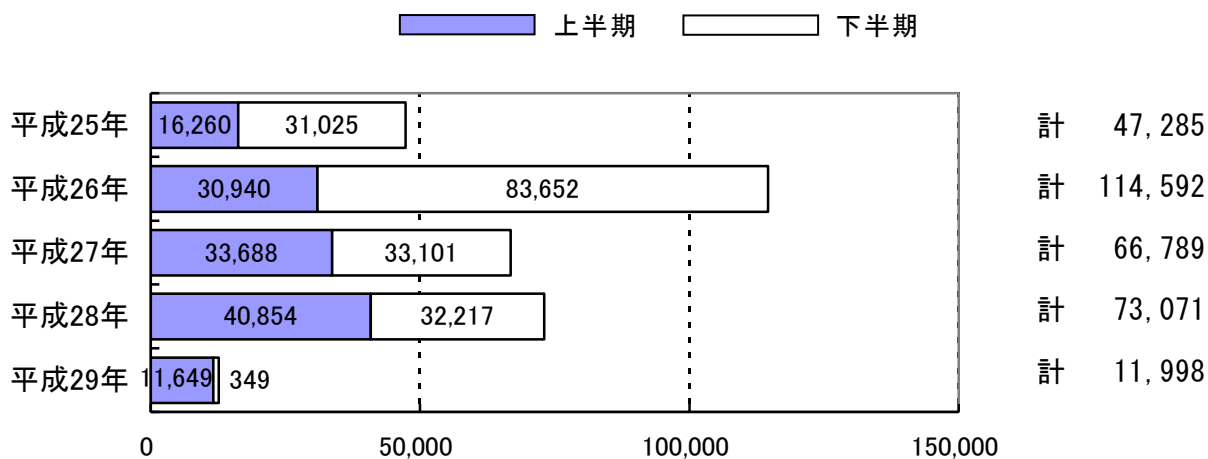 上半期 下半期
平成25年 16,260 31,025 計 47,285
平成26年 30,940 83,652 計 114,592
平成27年 33,688 33,101 計 66,789
平成28年 40,854 32,217 計 73,071
平成29年 11,649 349 計 11,998
0 50,000 100,000 150,000